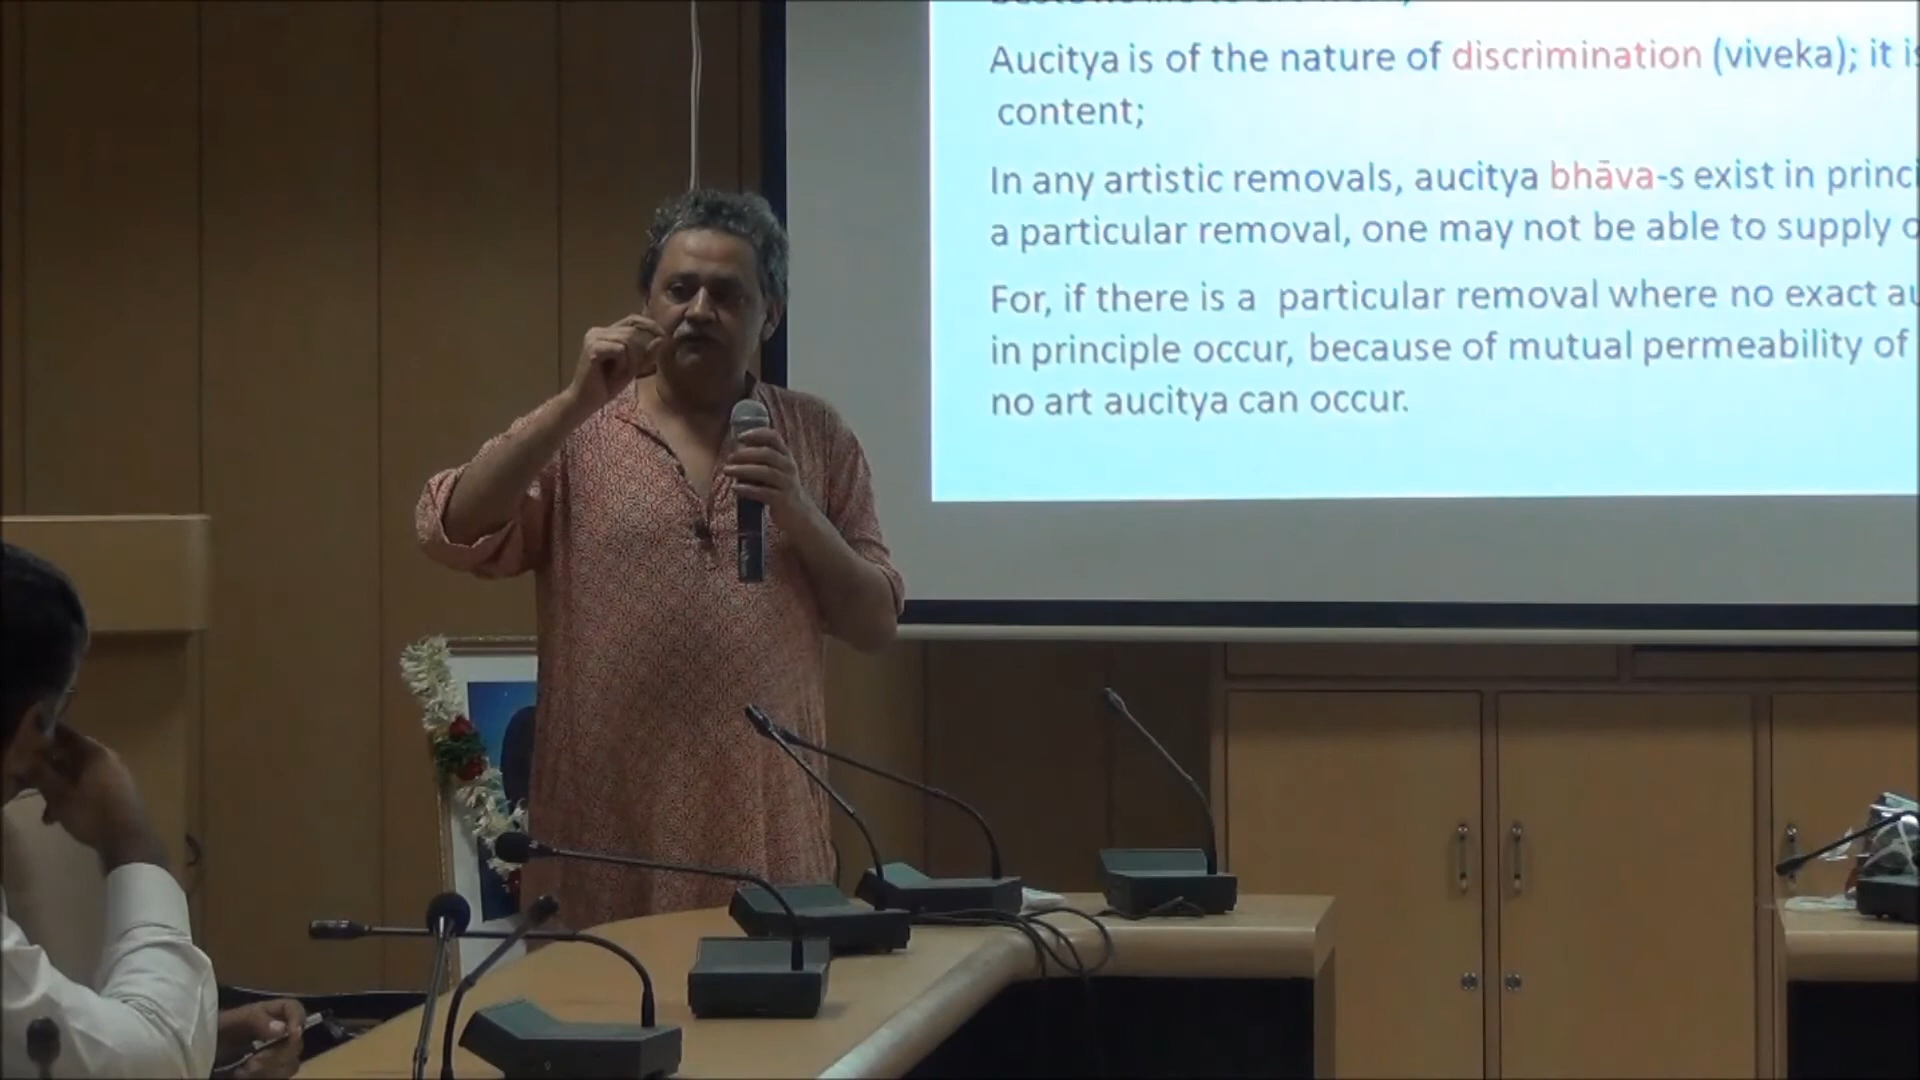 Aucitya is of the nature of discrimination (viveka); it is
content;
In any artistic removals, aucitya bhāva-s exist in princi
a particular removal, one may not be able to supply
For, if there is a particular removal where no exact au
in principle occur, because of mutual permeability of
no art aucitya can occur.